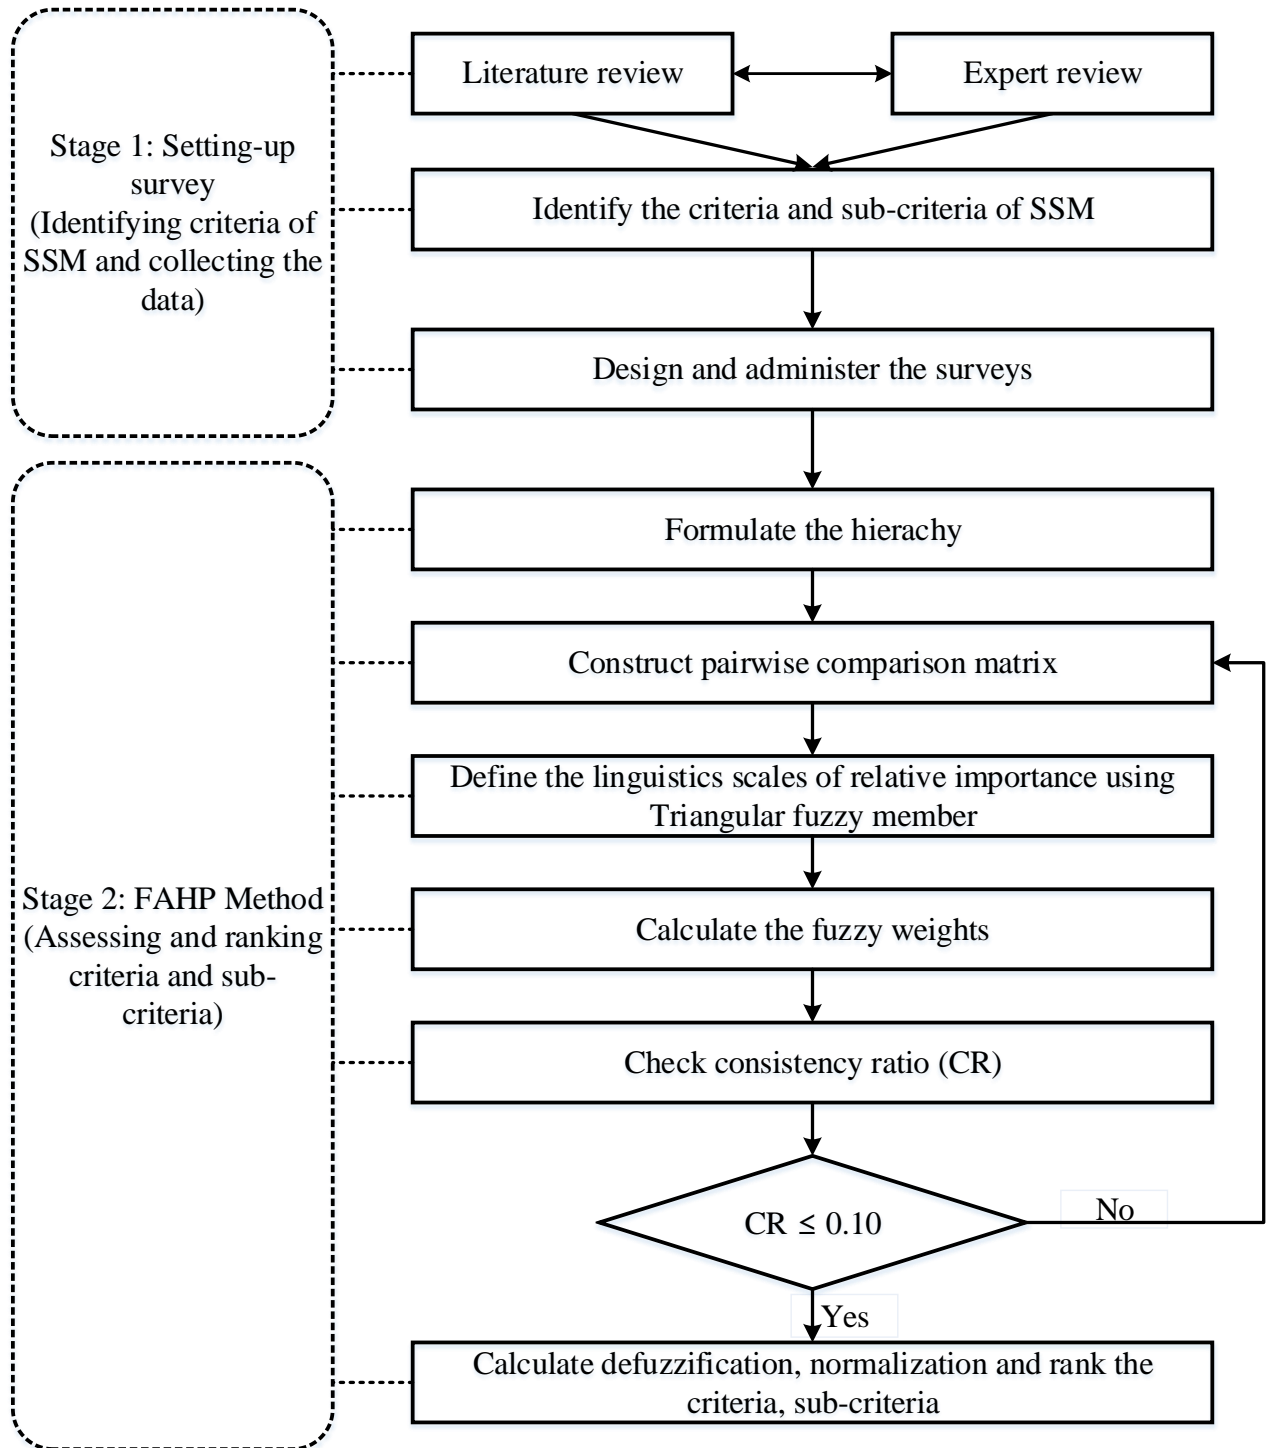 Literature review
Expert review
Stage 1: Setting-up
survey
(Identifying criteria of
SSM and collecting the
data)
Identify the criteria and sub-criteria of SSM
Design and administer the surveys
Formulate the hierachy
Construct pairwise comparison matrix
Define the linguistics scales of relative importance using
Triangular fuzzy member
Stage 2: FAHP Method
(Assessing and ranking
criteria and sub-
criteria)
Calculate the fuzzy weights
Check consistency ratio (CR)
CR ≤ 0.10
No
Yes
Calculate defuzzification, normalization and rank the
criteria, sub-criteria